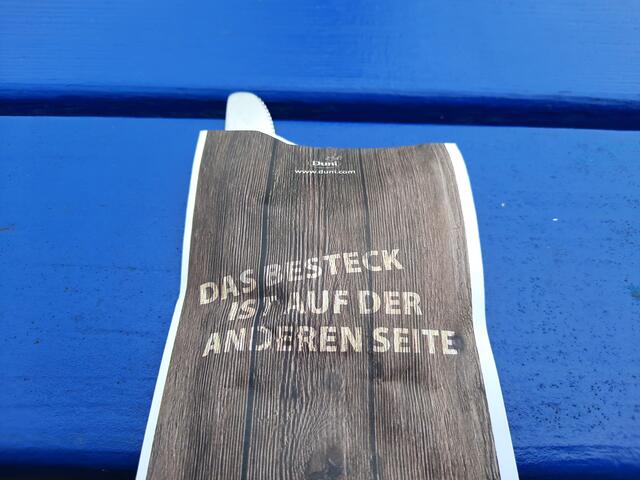 Duni
www.duni.com
DAS BESTECK
IST AUF DER
ANDEREN SEITE